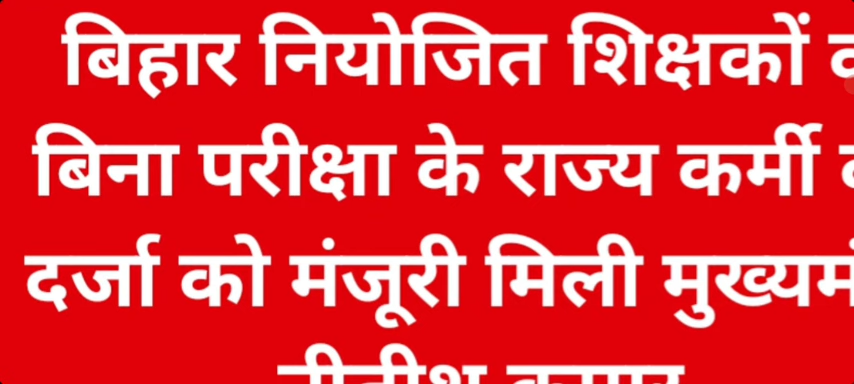 बिहार नियोजित शिक्षकों
बिना परीक्षा के राज्य कर्मी
दर्जा को मंजूरी मिली